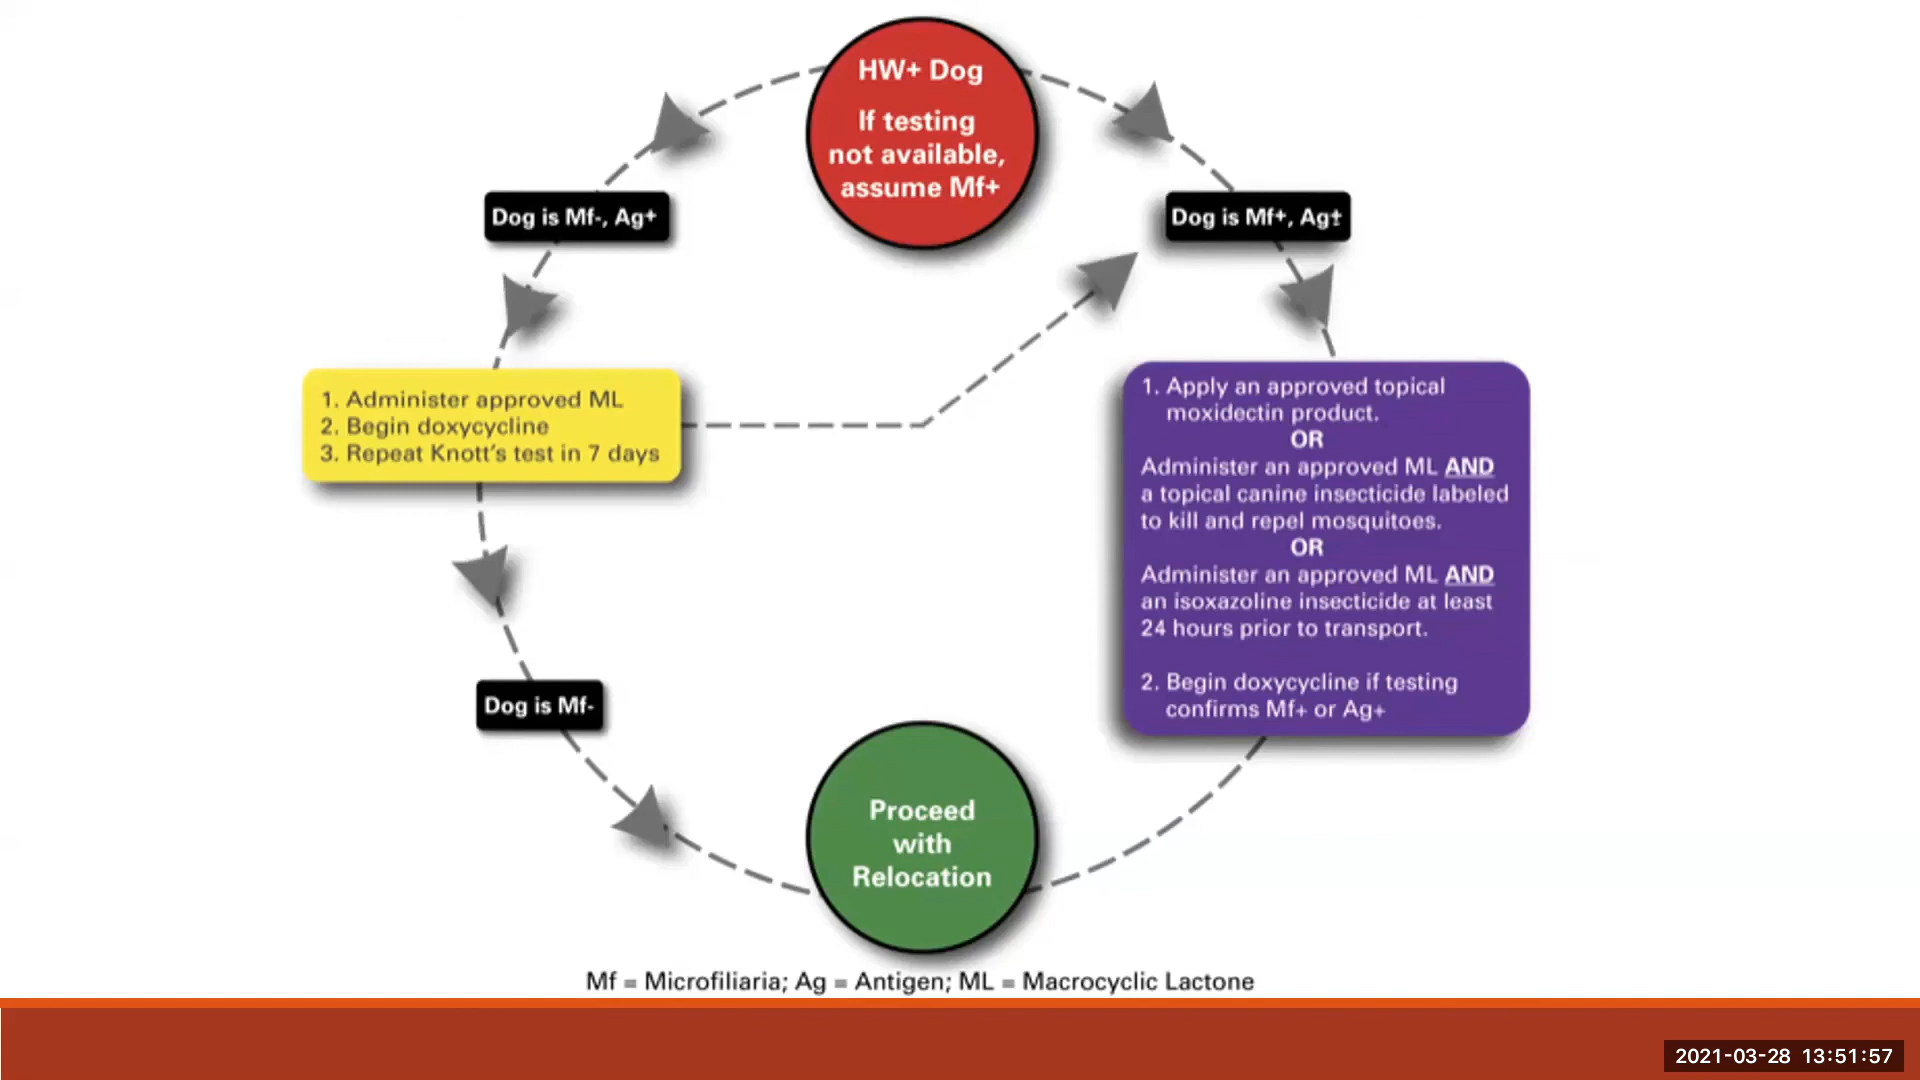 HW+ Dog
If testing
not available,
assume Mf+
Dog is Mf-, Ag+
Dog is Mf+, Ag±
1. Administer approved ML
2. Begin doxycycline
3. Repeat Knott's test in 7 days
1. Apply an approved topical
moxidectin product.
OR
Administer an approved ML AND
a topical canine insecticide labeled
to kill and repel mosquitoes.
OR
Administer an approved ML AND
an isoxazoline insecticide at least
24 hours prior to transport.
2. Begin doxycycline if testing
confirms Mf+ or Ag+
Dog is Mf-
Proceed
with
Relocation
Mf = Microfiliaria; Ag = Antigen; ML = Macrocyclic Lactone
2021-03-28 13:51:57